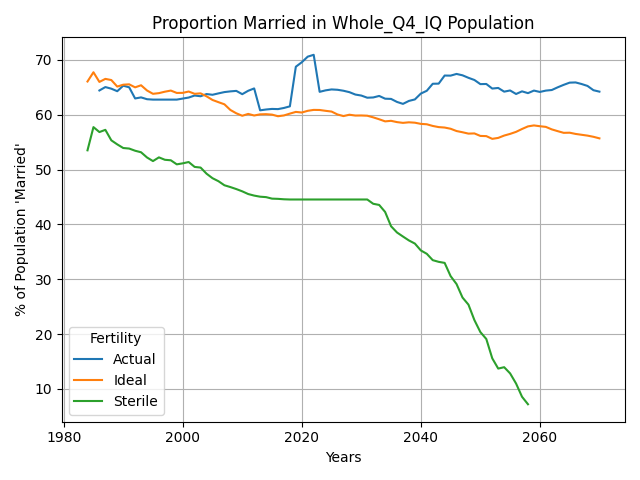 Proportion Married in Whole_Q4_IQ Population
% of Population 'Married'
70
60
50
40
30
20
10
Fertility
Actual
Ideal
Sterile
1980
2000
2020
2040
2060
Years